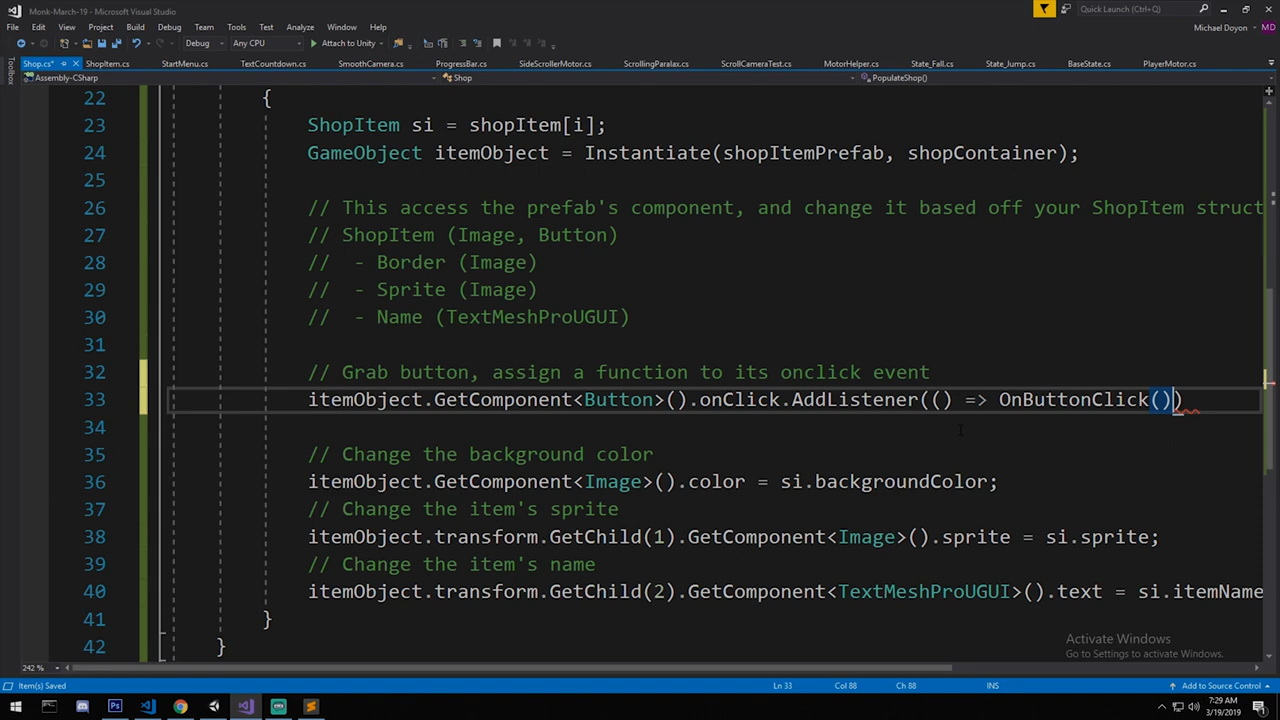 Monk-March-19 - Microsoft Visual Studio
Quick Launch (Ctrl+Q)
File Edit View Project Build Debug Team Tools Test Analyze Window Help
Michael Doyon MD
Debug Any CPU Attach to Unity
Shop.cs* ShopItem.cs StartMenu.cs TextCountdown.cs SmoothCamera.cs ProgressBar.cs SideScrollerMotor.cs ScrollingParalax.cs ScrollCameraTest.cs MotorHelper.cs State_Fall.cs State_Jump.cs BaseState.cs PlayerMotor.cs
Toolbox
Assembly-CSharp Shop PopulateShop()
22 {
23 ShopItem si = shopItem[i];
24 GameObject itemObject = Instantiate(shopItemPrefab, shopContainer);
25
26 // This access the prefab's component, and change it based off your ShopItem struct
27 // ShopItem (Image, Button)
28 // - Border (Image)
29 // - Sprite (Image)
30 // - Name (TextMeshProUGUI)
31
32 // Grab button, assign a function to its onclick event
33 itemObject.GetComponent<Button>().onClick.AddListener(() => OnButtonClick())
34
35 // Change the background color
36 itemObject.GetComponent<Image>().color = si.backgroundColor;
37 // Change the item's sprite
38 itemObject.transform.GetChild(1).GetComponent<Image>().sprite = si.sprite;
39 // Change the item's name
40 itemObject.transform.GetChild(2).GetComponent<TextMeshProUGUI>().text = si.itemName
41 }
42 }
Activate Windows
Go to Settings to activate Windows.
242 %
Item(s) Saved Ln 33 Col 88 Ch 88 INS Add to Source Control
7:29 AM
3/19/2019